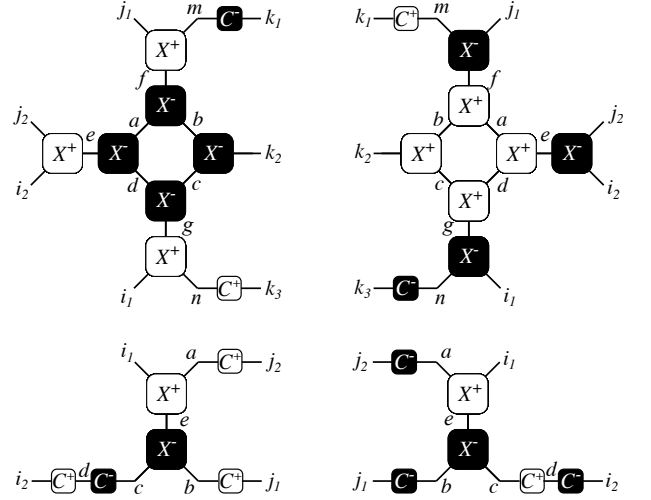 j₁ m C⁻ k₁ k₁ C⁺ m j₁
X⁺ X⁻
f f
j₂ X⁻ X⁺ j₂
a b b a
e e
X⁺ X⁻ X⁻ k₂ k₂ X⁺ X⁺ X⁻
d c c d
i₂ X⁻ X⁺ i₂
g g
X⁺ X⁻
i₁ n C⁺ k₃ k₃ C⁻ n i₁
i₁ a C⁺ j₂ j₂ C⁻ a i₁
X⁺ X⁺
e e
X⁻ X⁻
i₂ C⁺ d C⁻ c b C⁺ j₁ j₁ C⁻ b c C⁺ d C⁻ i₂